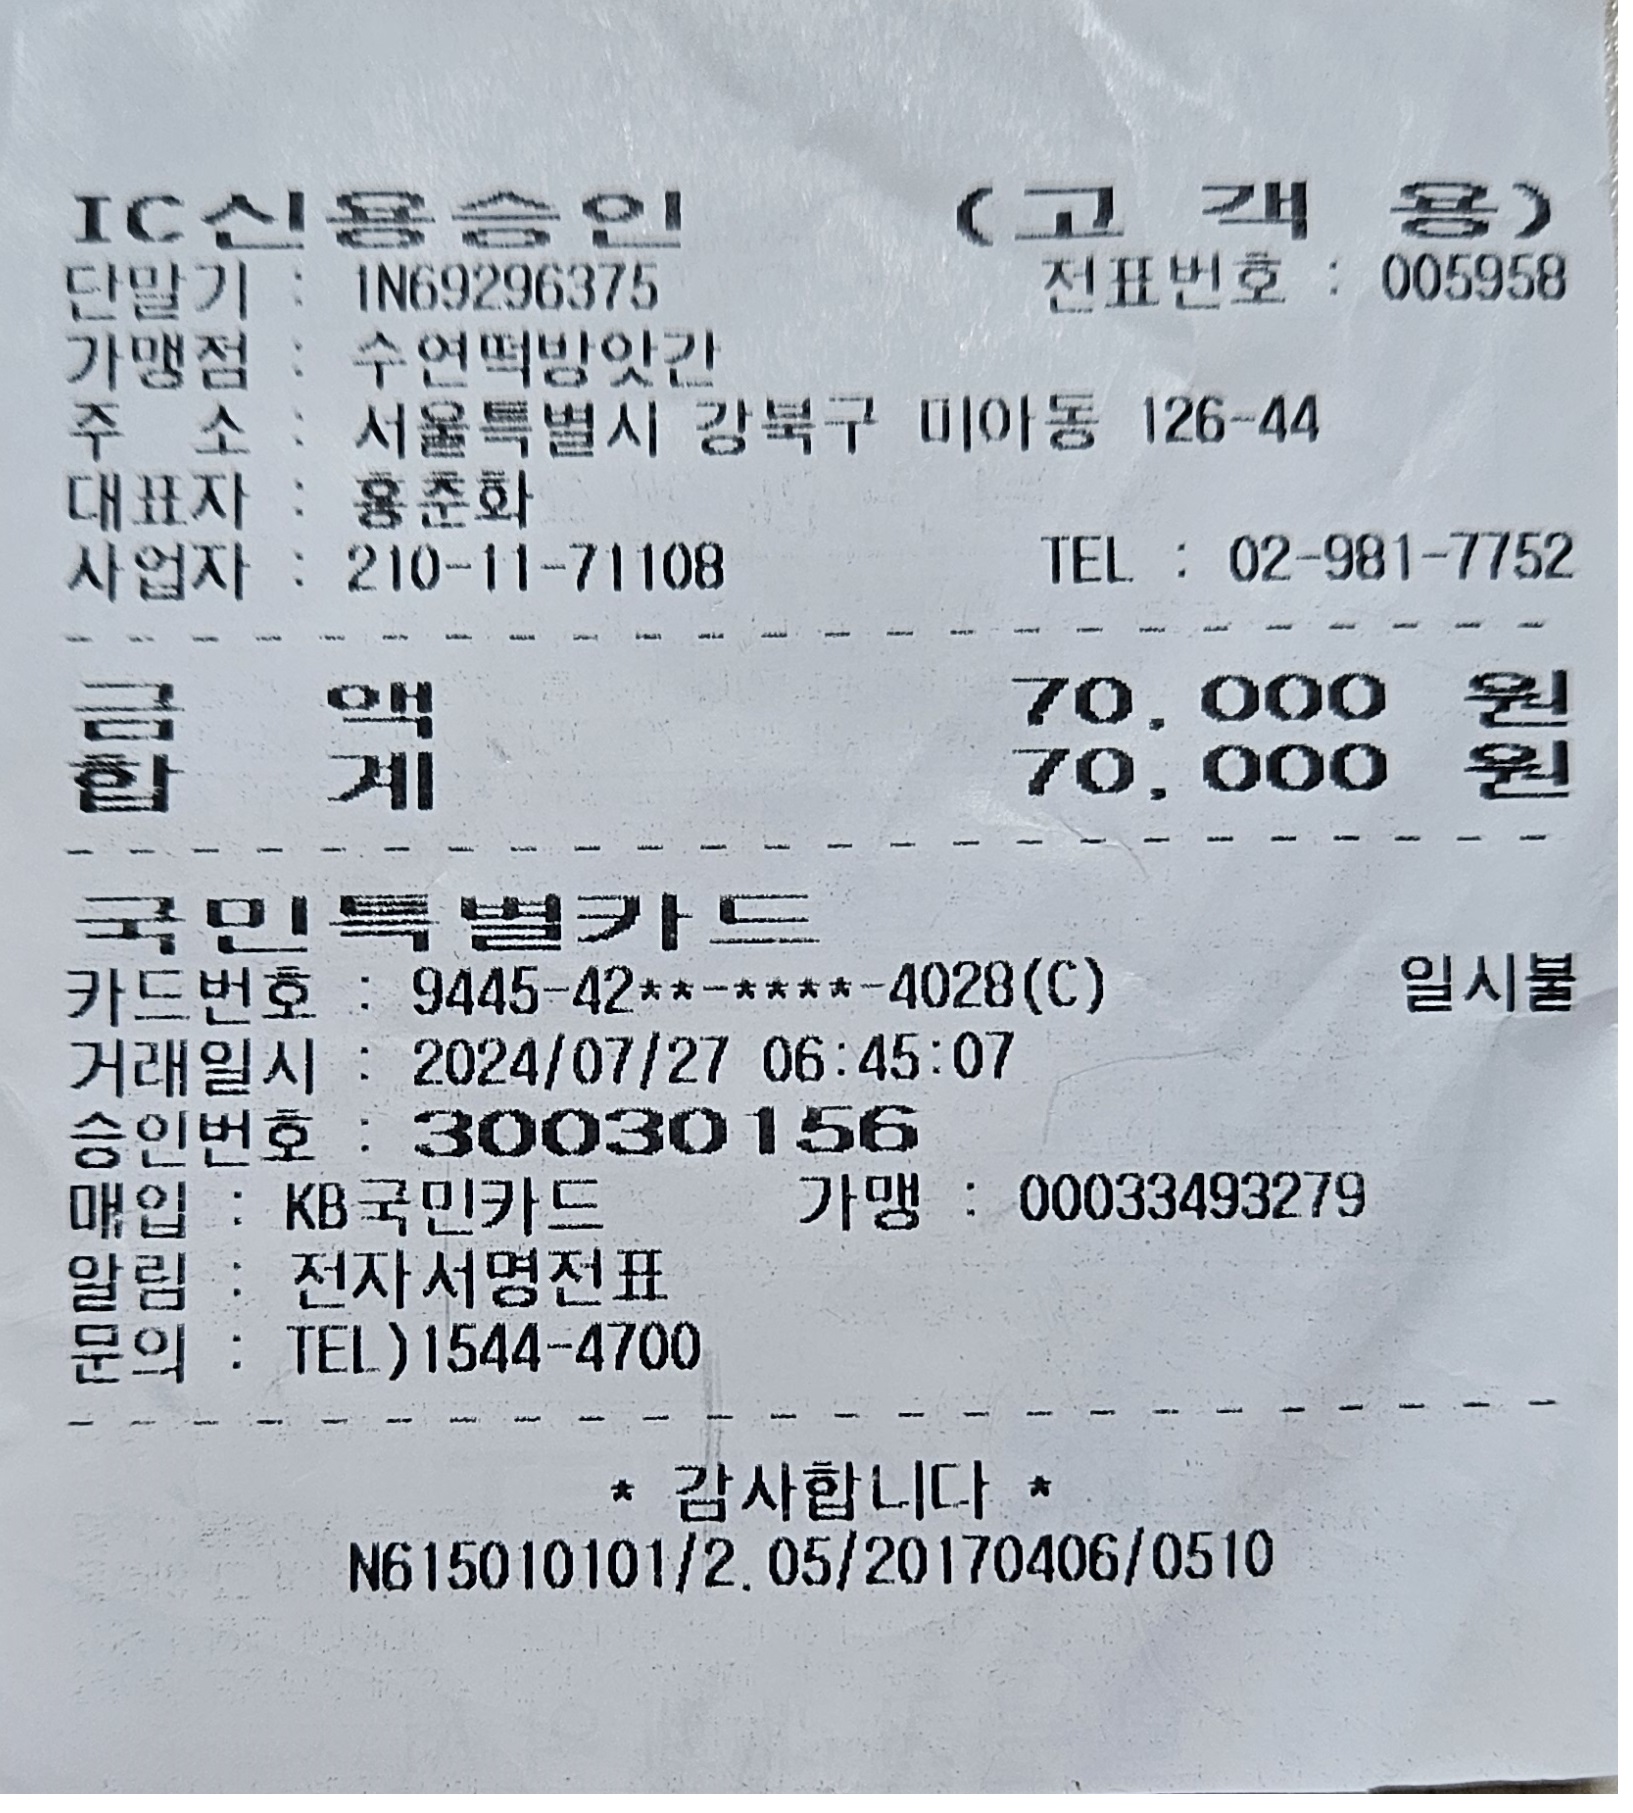 IC신용승인 (고 객 용)
단말기 : 1N69296375 전표번호 : 005958
가맹점 : 수연떡방앗간
주 소 : 서울특별시 강북구 미아동 126-44
대표자 : 홍춘화
사업자 : 210-11-71108 TEL : 02-981-7752
금 액 70,000 원
합 계 70,000 원
국민특별카드
카드번호 : 9445-42**-****-4028(C) 일시불
거래일시 : 2024/07/27 06:45:07
승인번호 : 30030156
매입 : KB국민카드 가맹 : 00033493279
알림 : 전자서명전표
문의 : TEL)1544-4700
* 감사합니다 *
N615010101/2.05/20170406/0510